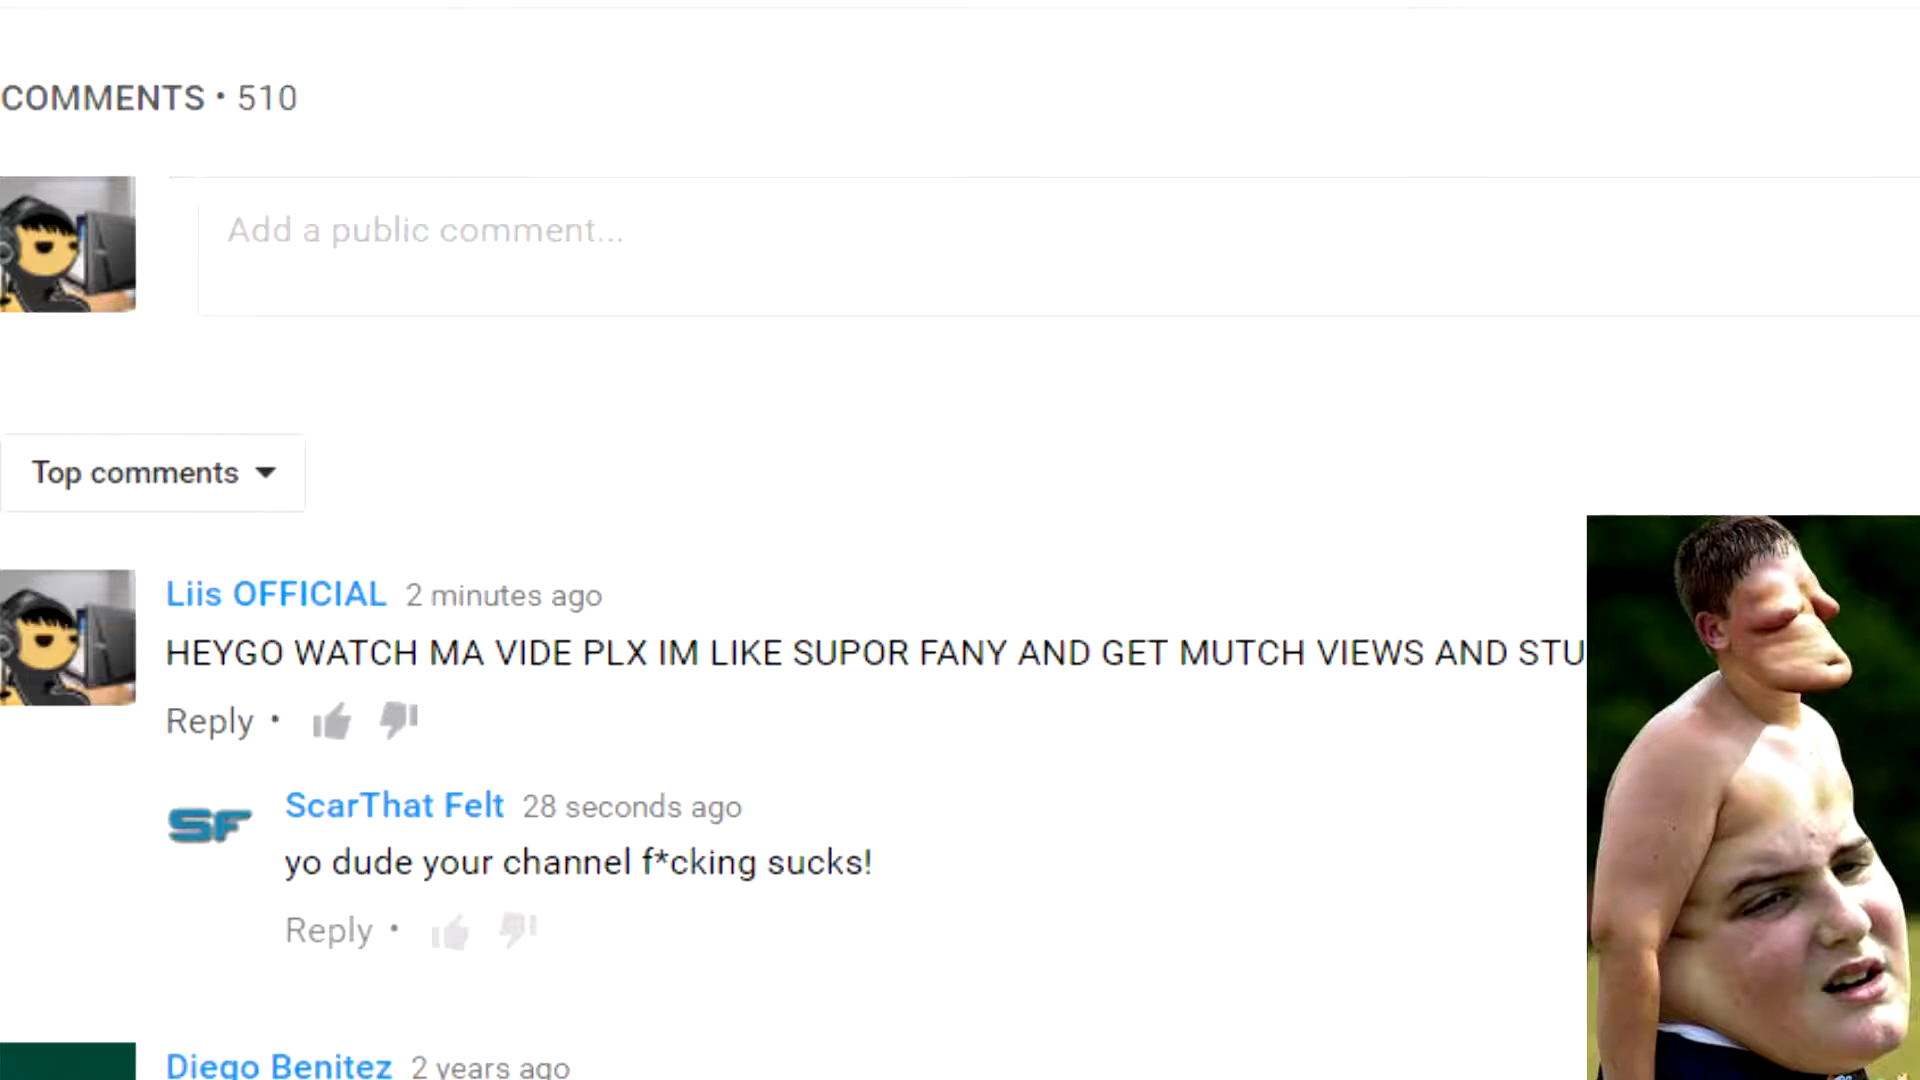 COMMENTS • 510
Add a public comment...
Top comments
Liis OFFICIAL 2 minutes ago
HEYGO WATCH MA VIDE PLX IM LIKE SUPOR FANY AND GET MUTCH VIEWS AND STU
Reply •
SF
ScarThat Felt 28 seconds ago
yo dude your channel f*cking sucks!
Reply •
Diego Benitez 2 years ago